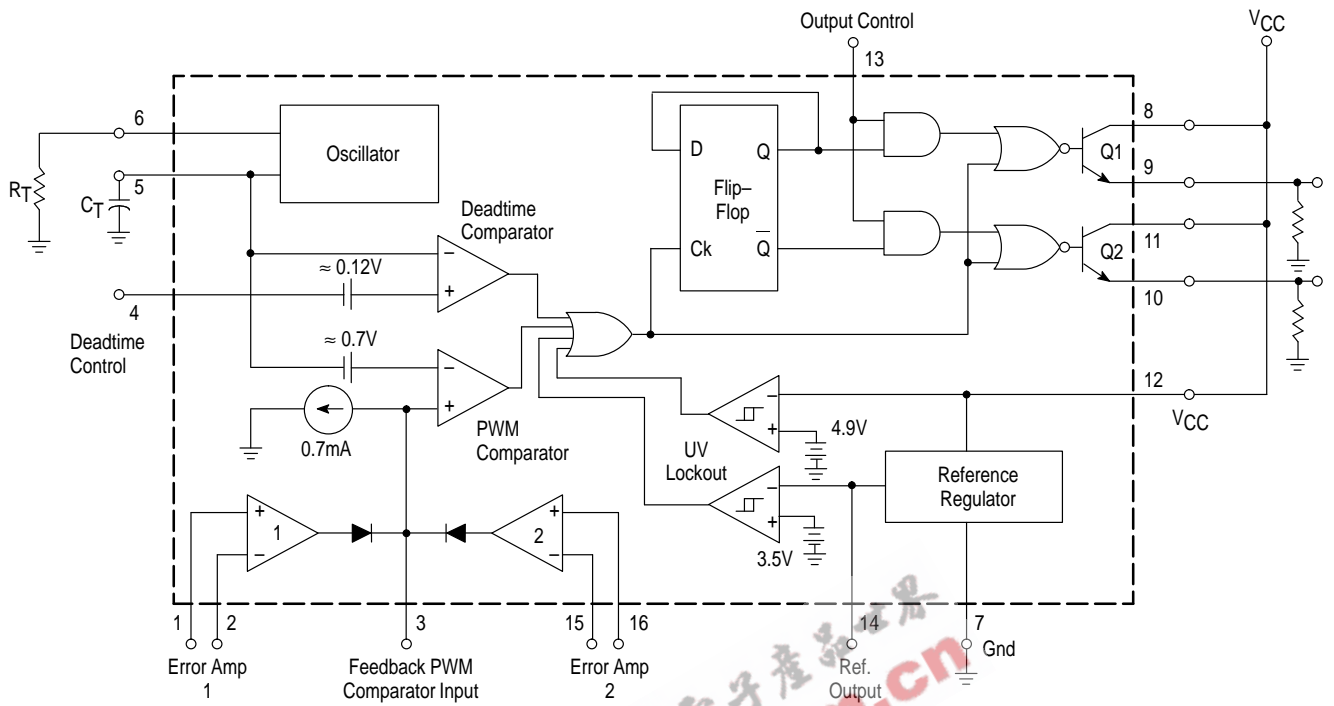 Output Control
VCC
13
6
Oscillator
RT
5
CT
Deadtime
Comparator
D
Q
Flip–
Flop
Ck
Q
8
Q1
9
11
Q2
10
≈ 0.12V
−
+
4
Deadtime
Control
≈ 0.7V
−
+
0.7mA
PWM
Comparator
12
VCC
−
+
4.9V
UV
Lockout
−
+
3.5V
Reference
Regulator
+
1
−
+
2
−
1
2
3
15
16
14
7
Error Amp
1
Feedback PWM
Comparator Input
Error Amp
2
Ref.
Output
Gnd
.cn